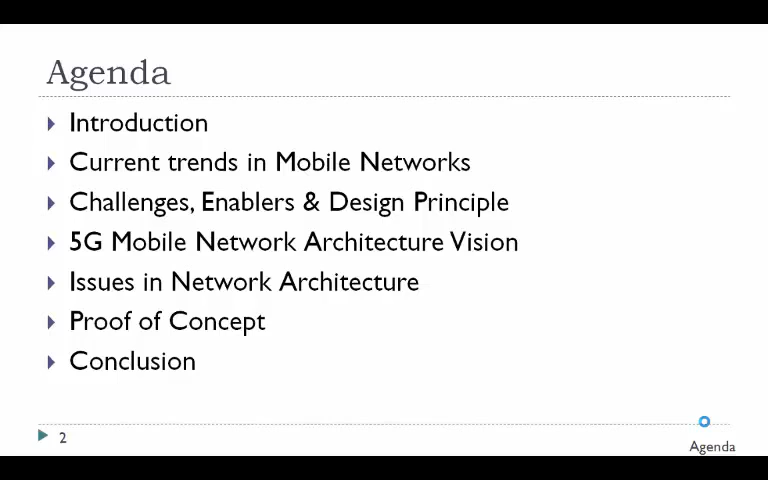 Agenda
Introduction
Current trends in Mobile Networks
Challenges, Enablers & Design Principle
5G Mobile Network Architecture Vision
Issues in Network Architecture
Proof of Concept
Conclusion
2
Agenda